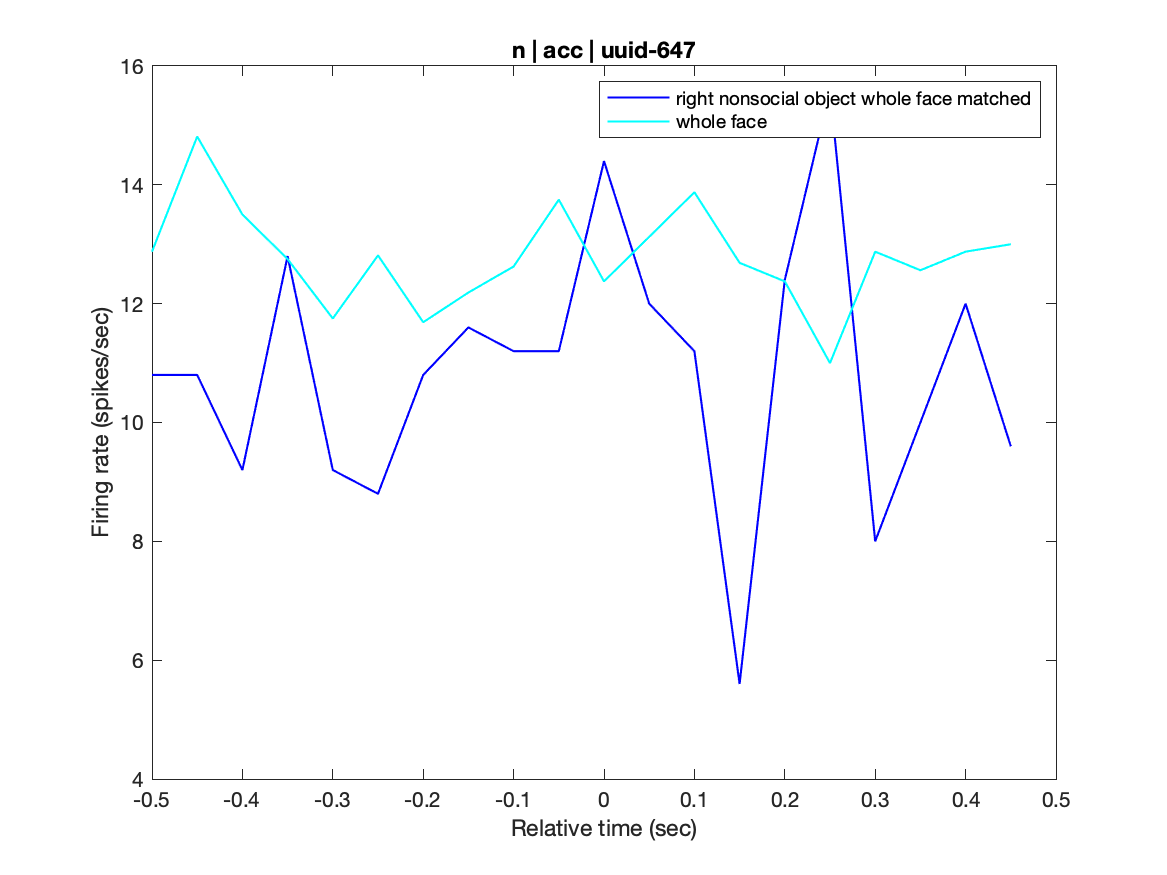 n | acc | uuid-647
16
right nonsocial object whole face matched
whole face
14
12
10
8
6
4
Firing rate (spikes/sec)
-0.5 -0.4 -0.3 -0.2 -0.1 0 0.1 0.2 0.3 0.4 0.5
Relative time (sec)